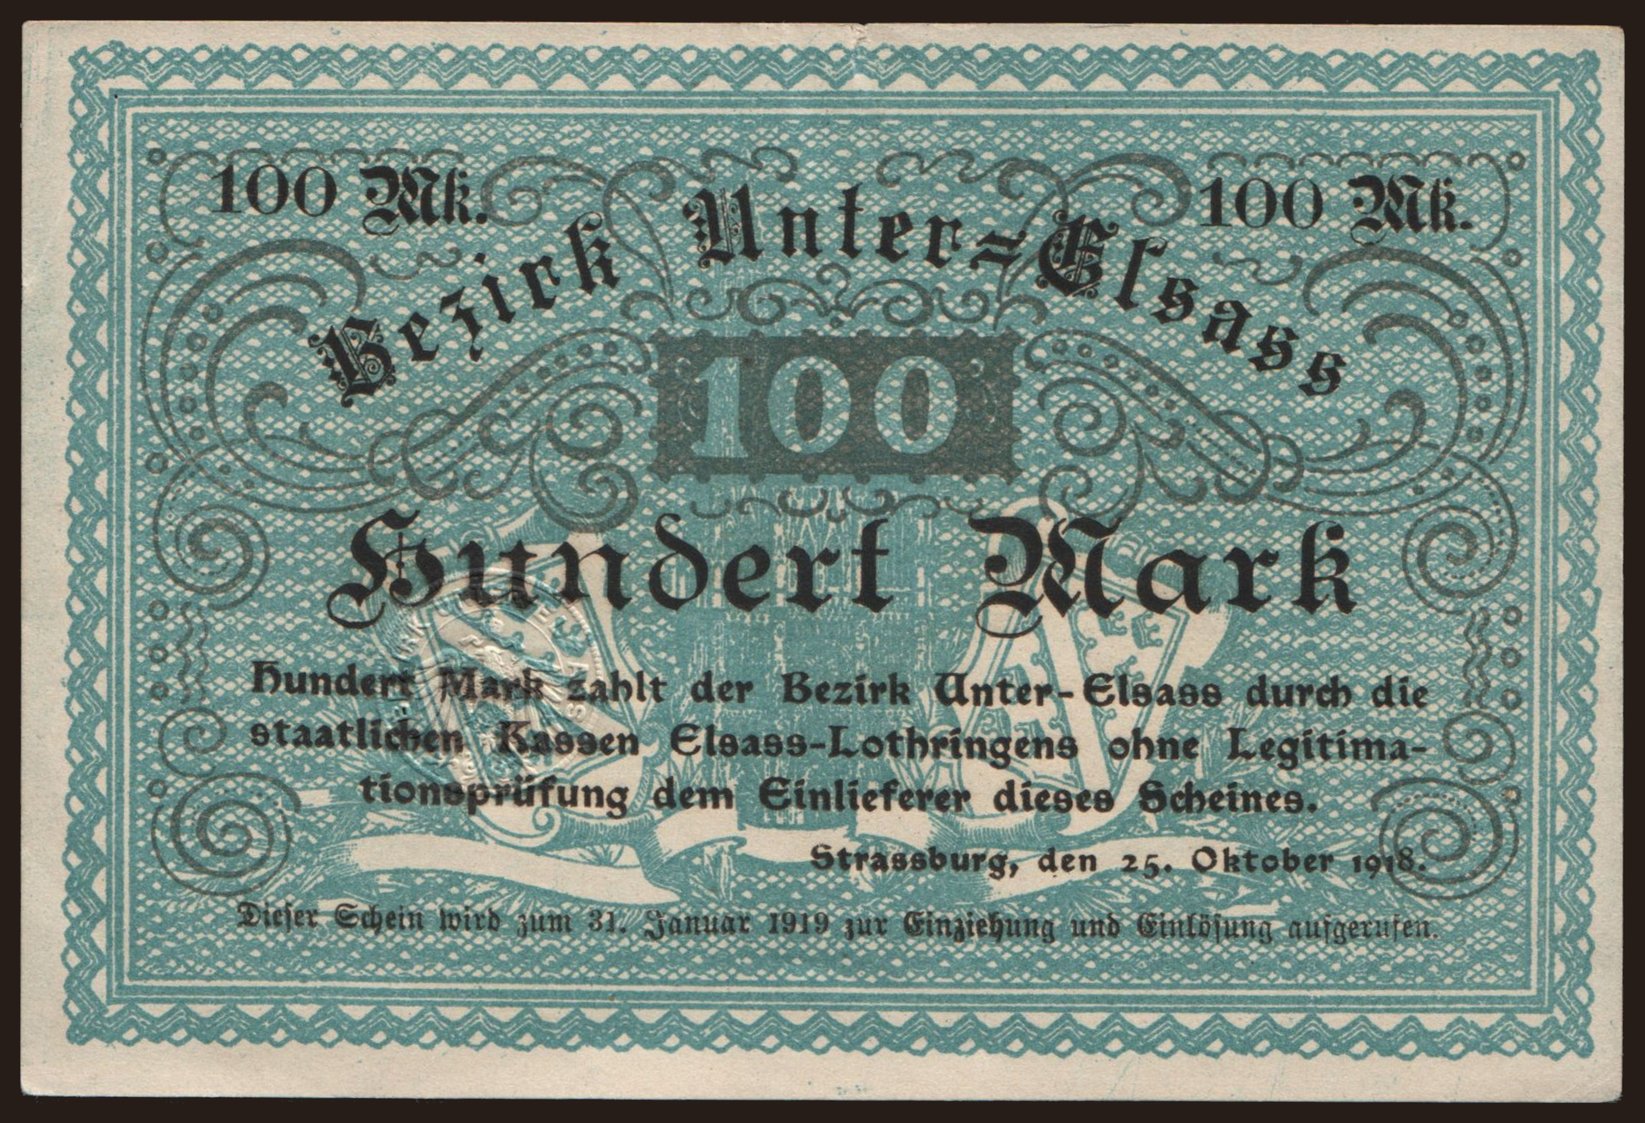 100 Mk.
100 Mk.
Bezirk Unter=Elsass
100
Hundert Mark
Hundert Mark zahlt der Bezirk Unter-Elsass durch die
staatlichen Kassen Elsass-Lothringens ohne Legitima-
tionsprüfung dem Einlieferer dieses Scheines.
Strassburg, den 25. Oktober 1918.
Dieser Schein wird zum 31. Januar 1919 zur Einziehung und Einlösung aufgerufen.